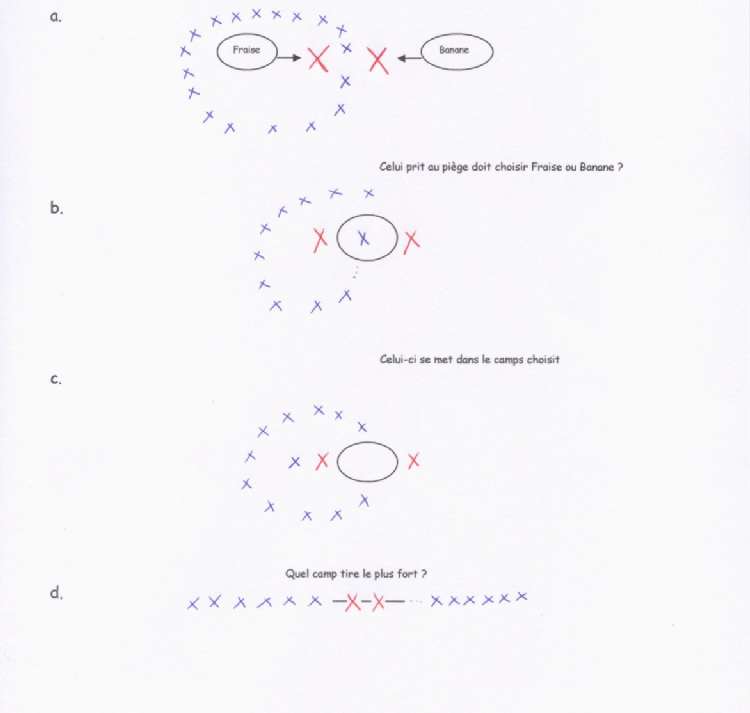 a.
Fraise
Banane
Celui prit au piège doit choisir Fraise ou Banane ?
b.
Celui-ci se met dans le camps choisit
c.
Quel camp tire le plus fort ?
d.